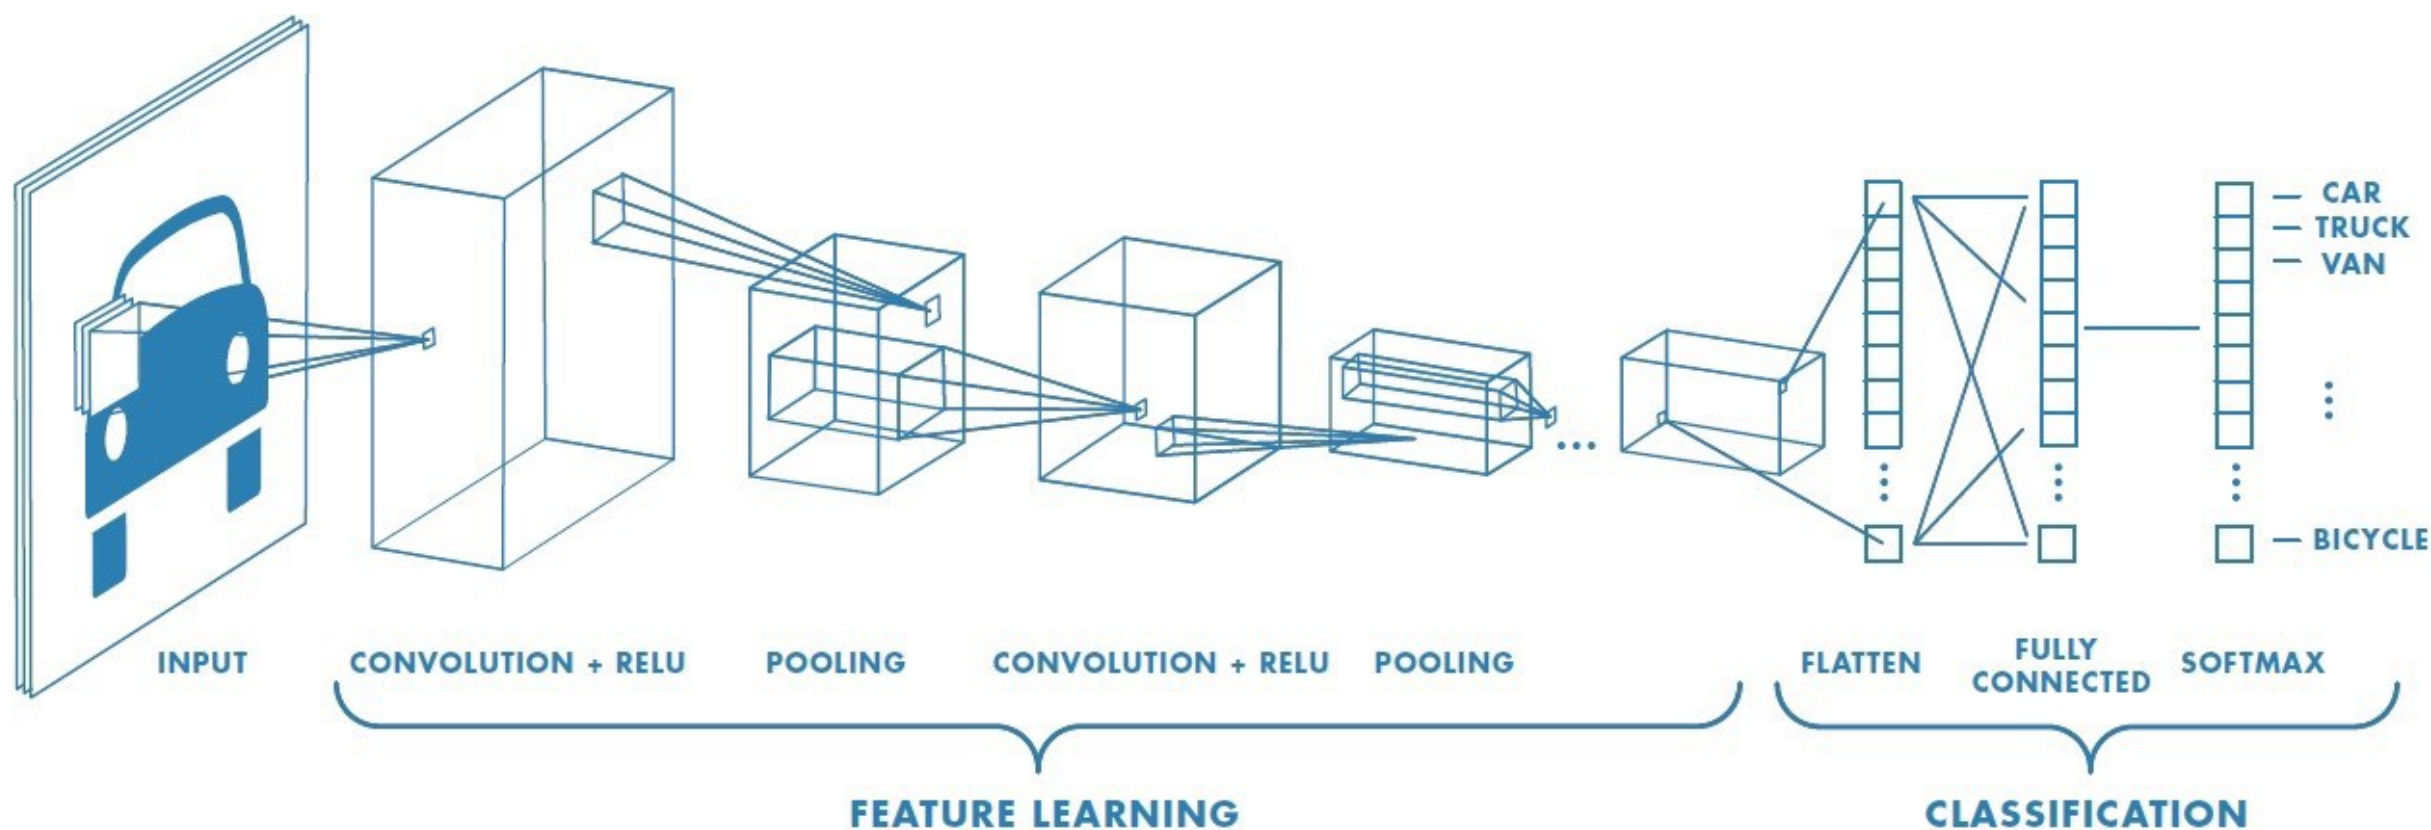 CAR
TRUCK
VAN
BICYCLE
INPUT
CONVOLUTION + RELU
POOLING
CONVOLUTION + RELU
POOLING
FLATTEN
FULLY
CONNECTED
SOFTMAX
FEATURE LEARNING
CLASSIFICATION